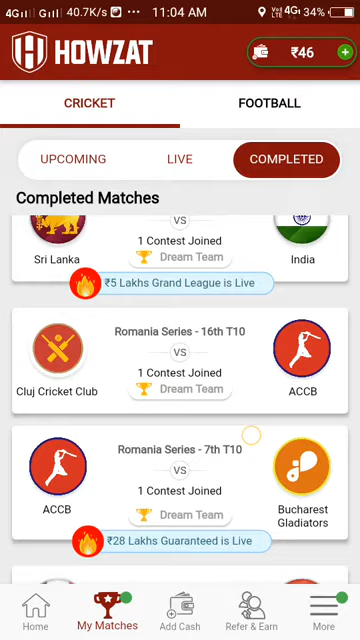 4G 4G 40.7K/s ••• 11:04 AM 4G 34%
HOWZAT ₹46 +
CRICKET FOOTBALL
UPCOMING LIVE COMPLETED
Completed Matches
VS
1 Contest Joined
Sri Lanka Dream Team India
₹5 Lakhs Grand League is Live
Romania Series - 16th T10
VS
1 Contest Joined
Cluj Cricket Club Dream Team ACCB
Romania Series - 7th T10
VS
1 Contest Joined
ACCB Dream Team Bucharest
Gladiators
₹28 Lakhs Guaranteed is Live
Home My Matches Add Cash Refer & Earn More